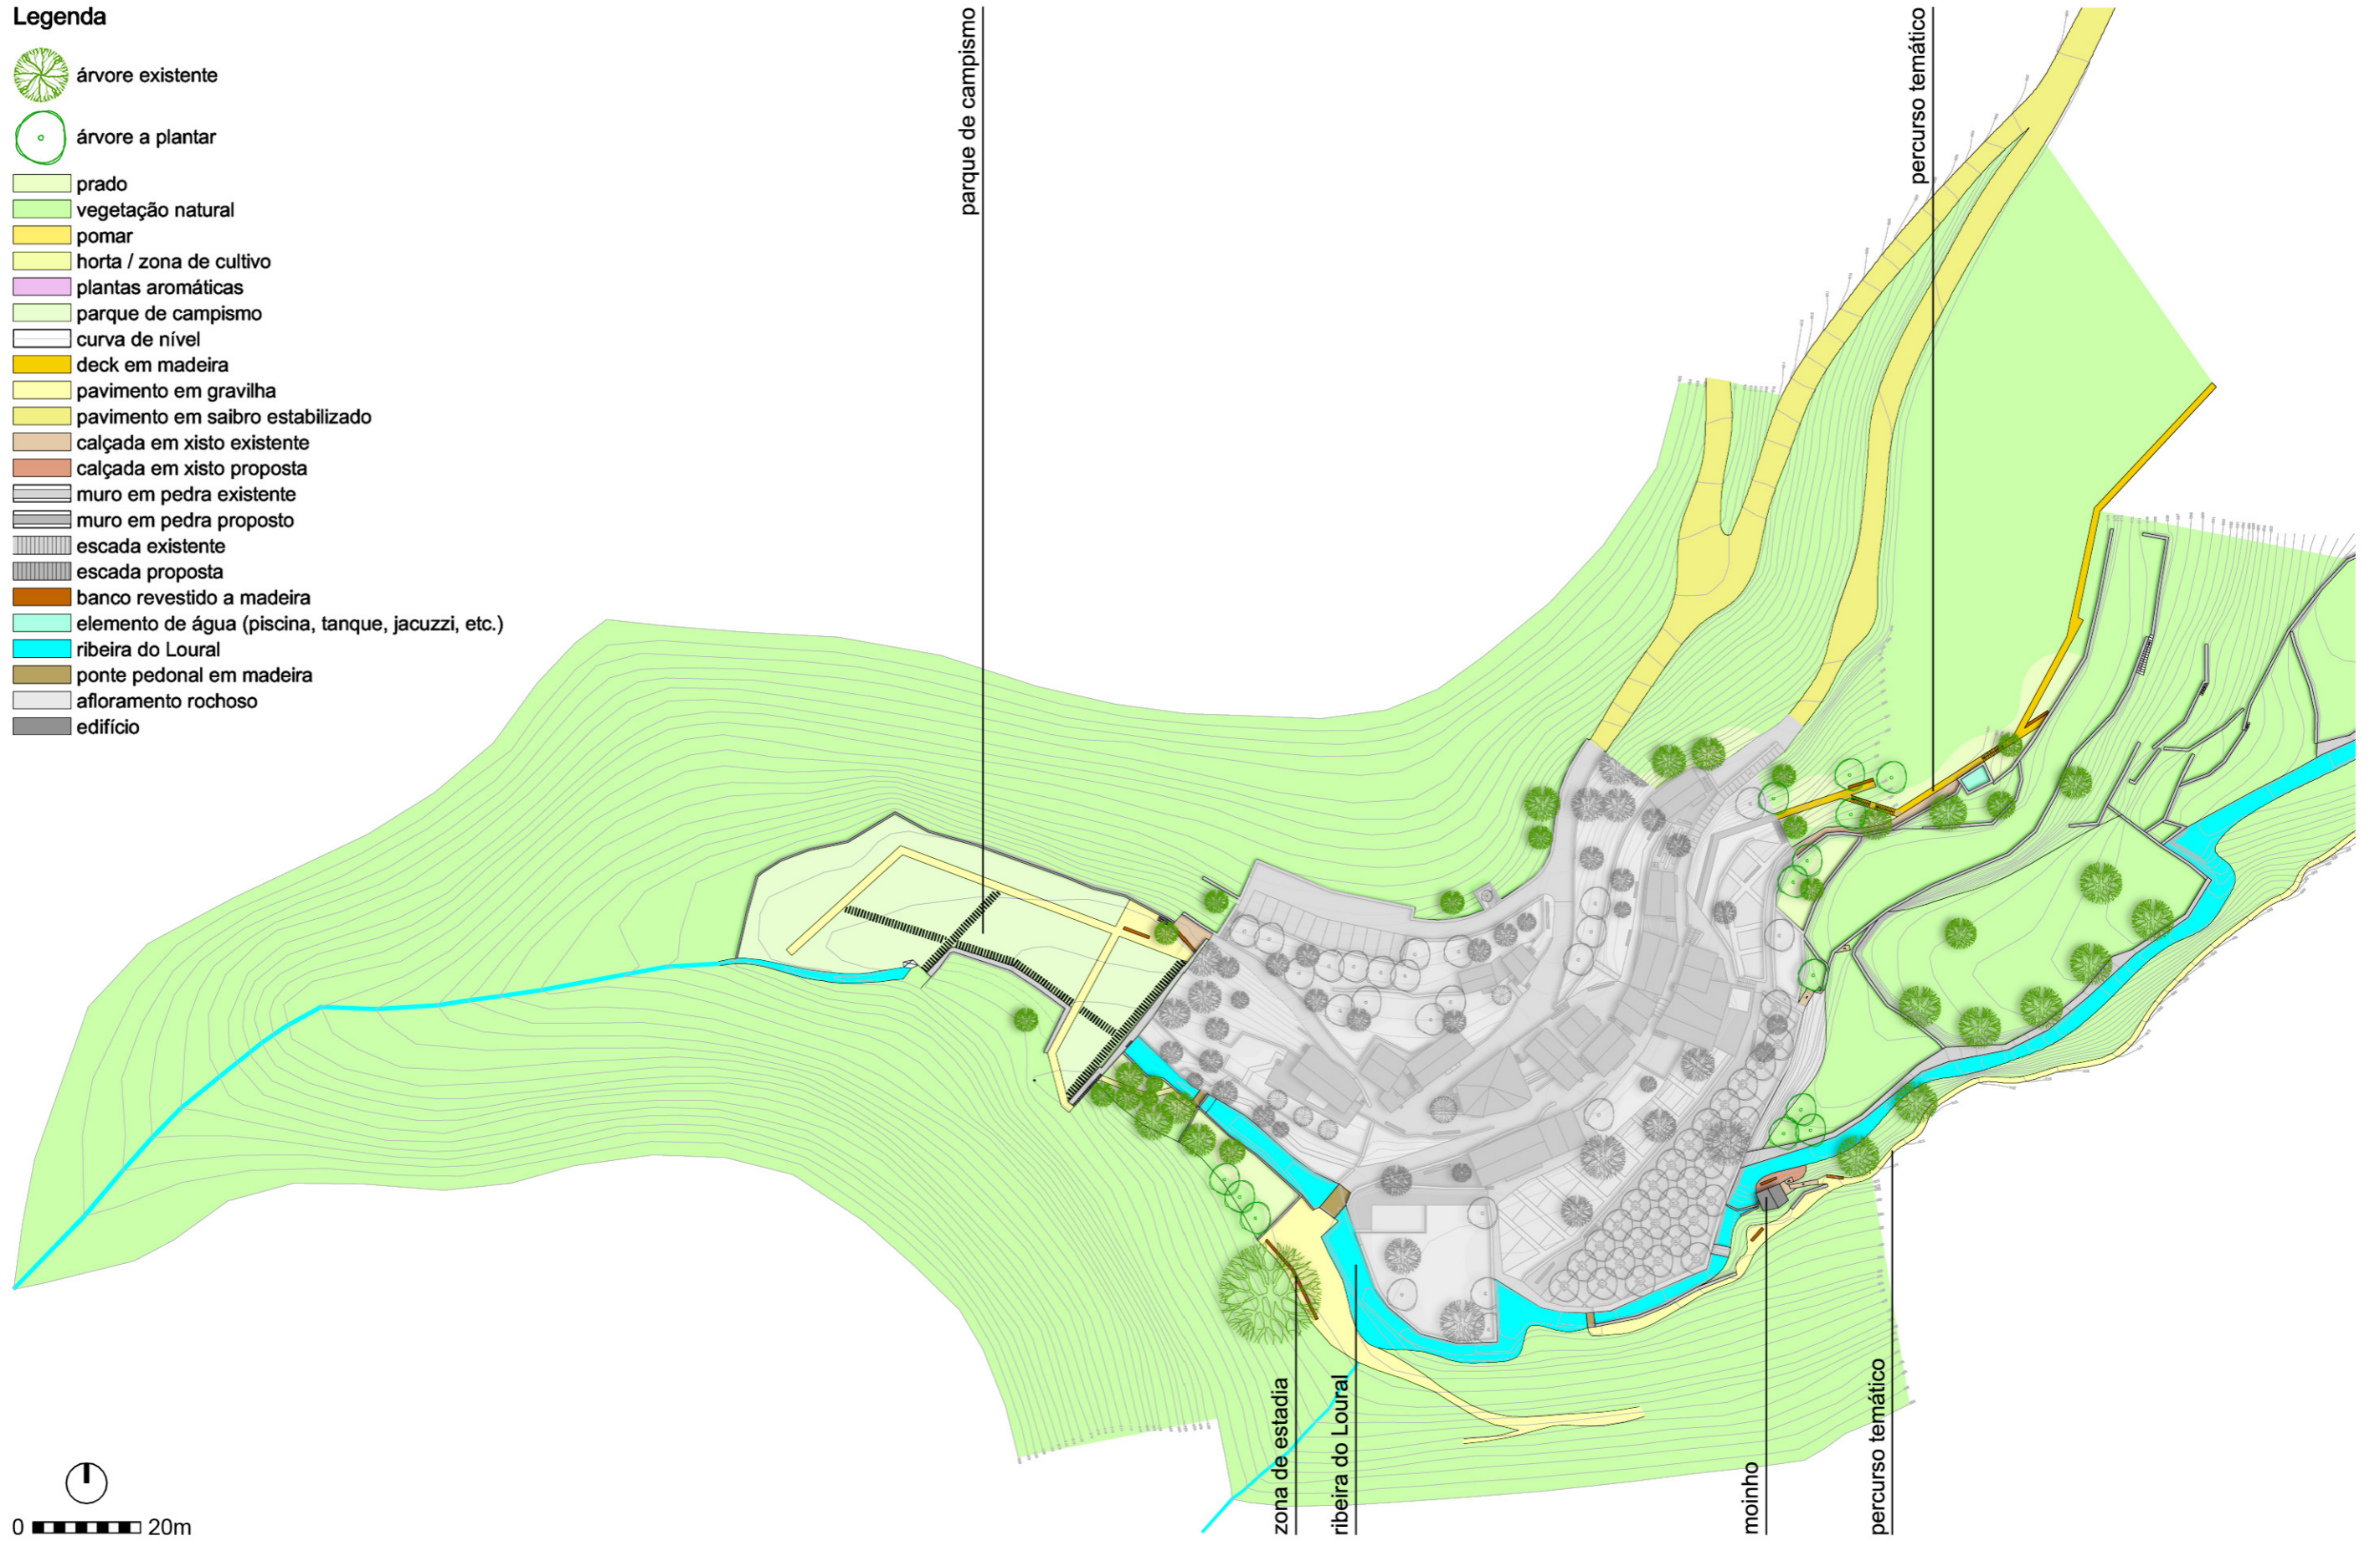 Legenda
árvore existente
árvore a plantar
prado
vegetação natural
pomar
horta / zona de cultivo
plantas aromáticas
parque de campismo
curva de nível
deck em madeira
pavimento em gravilha
pavimento em saibro estabilizado
calçada em xisto existente
calçada em xisto proposta
muro em pedra existente
muro em pedra proposto
escada existente
escada proposta
banco revestido a madeira
elemento de água (piscina, tanque, jacuzzi, etc.)
ribeira do Loural
ponte pedonal em madeira
afloramento rochoso
edifício
parque de campismo
percurso temático
zona de estadia
ribeira do Loural
moinho
percurso temático
0 20m